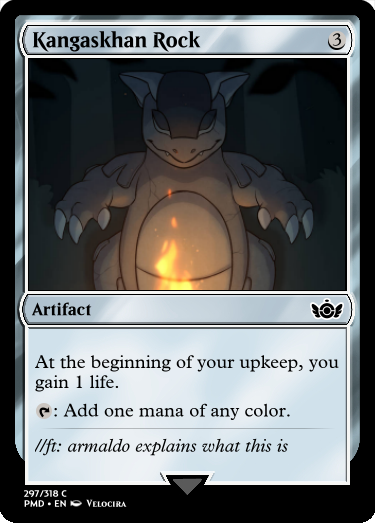 Kangaskhan Rock 3
Artifact
At the beginning of your upkeep, you
gain 1 life.
: Add one mana of any color.
//ft: armaldo explains what this is
297/318 C
PMD • EN Velocira